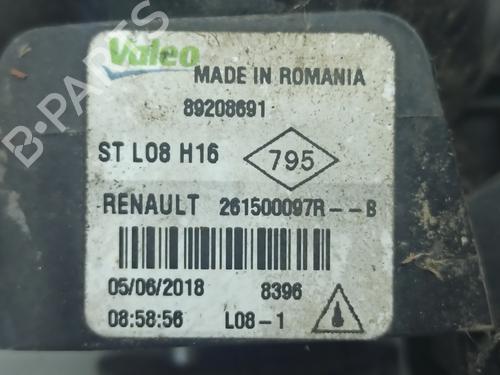 Valeo
MADE IN ROMANIA
89208691
ST L08 H16
795
RENAULT 261500097R--B
05/06/2018 8396
08:58:56 L08-1
B-Parts